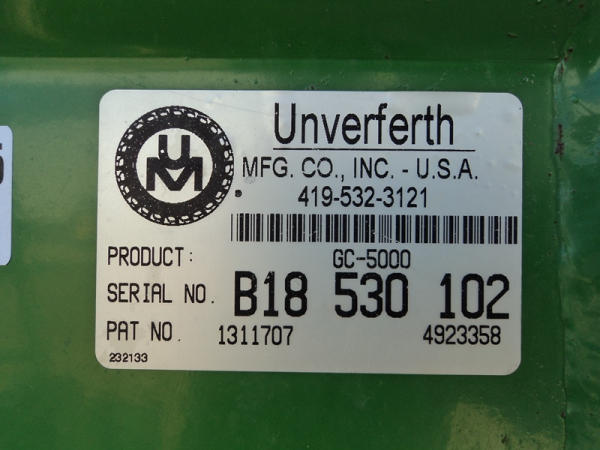 UM
Unverferth
MFG. CO., INC. - U.S.A.
419-532-3121
PRODUCT: GC-5000
SERIAL NO. B18 530 102
PAT NO. 1311707 4923358
232133